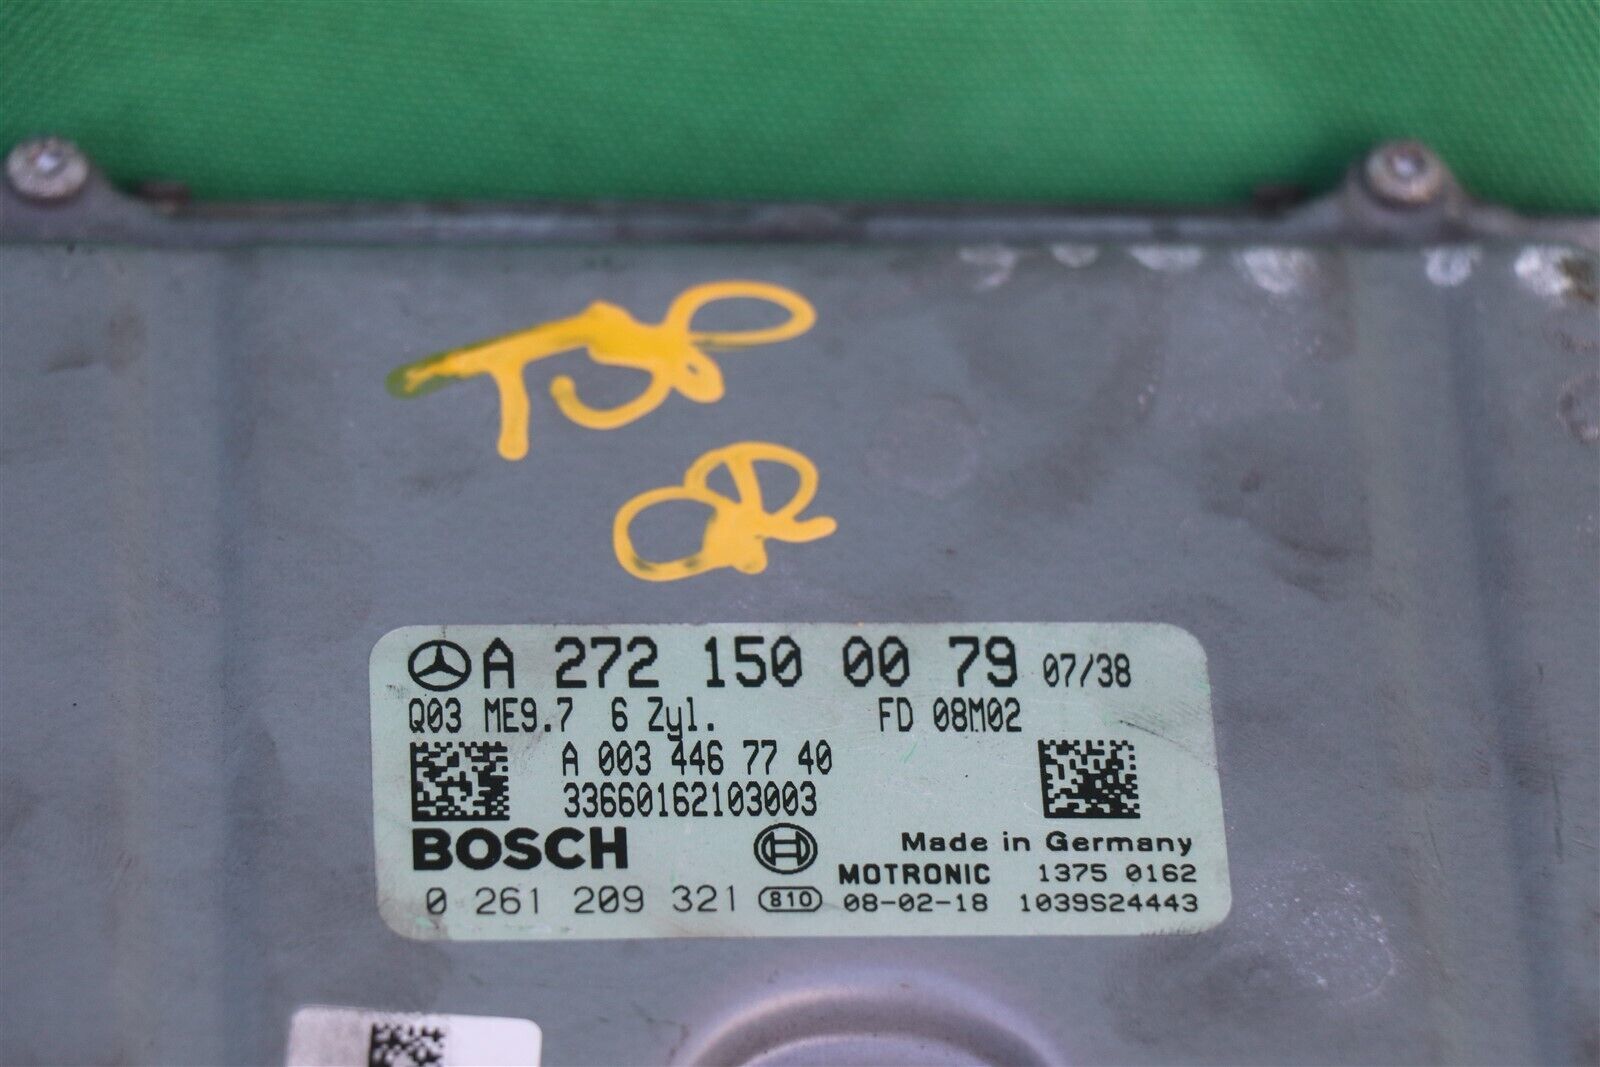 A 272 150 00 79 07/38
Q03 ME9.7 6 Zyl. FD 08M02
A 003 446 77 40
33660162103003
BOSCH Made in Germany
MOTRONIC 1375 0162
0 261 209 321 810 08-02-18 1039S24443